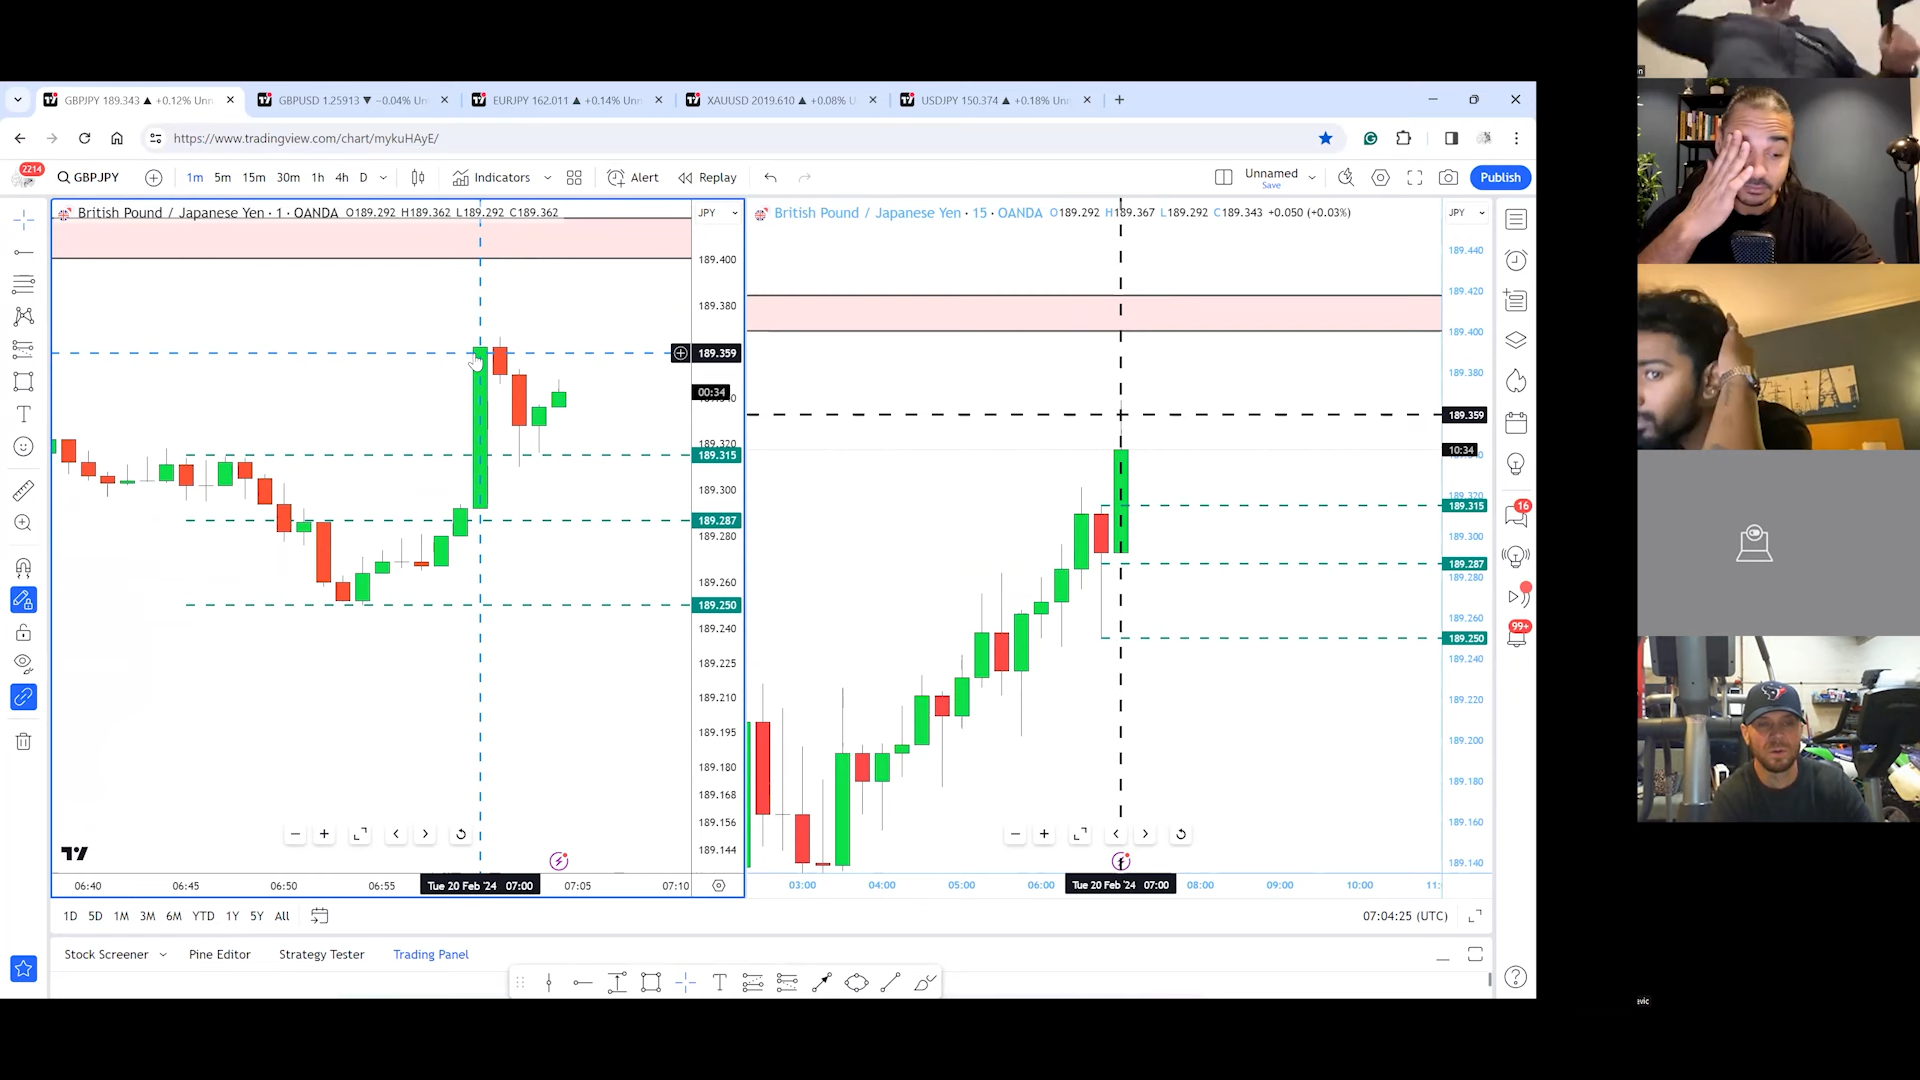 GBPJPY 189.343 ▲ +0.12% Unn
GBPUSD 1.25913 ▼ −0.04% Un
EURJPY 162.011 ▲ +0.14% Unn
XAUUSD 2019.610 ▲ +0.08% U
USDJPY 150.374 ▲ +0.18% Unn
https://www.tradingview.com/chart/mykuHAyE/
2214
GBPJPY
1m 5m 15m 30m 1h 4h D
Indicators
Alert
Replay
Unnamed
Save
Publish
British Pound / Japanese Yen · 1 · OANDA O189.292 H189.362 L189.292 C189.362
JPY
189.400
189.380
189.359
00:34
189.320
189.315
189.300
189.287
189.280
189.260
189.250
189.240
189.225
189.210
189.195
189.180
189.168
189.156
189.144
06:40 06:45 06:50 06:55 Tue 20 Feb '24 07:00 07:05 07:10
British Pound / Japanese Yen · 15 · OANDA O189.292 H189.367 L189.292 C189.343 +0.050 (+0.03%)
JPY
189.440
189.420
189.400
189.380
189.359
10:34
189.320
189.315
189.300
189.287
189.280
189.260
189.250
189.240
189.220
189.200
189.180
189.160
189.140
03:00 04:00 05:00 06:00 Tue 20 Feb '24 07:00 08:00 09:00 10:00 11:
16
99+
1D 5D 1M 3M 6M YTD 1Y 5Y All
07:04:25 (UTC)
Stock Screener
Pine Editor
Strategy Tester
Trading Panel
evic